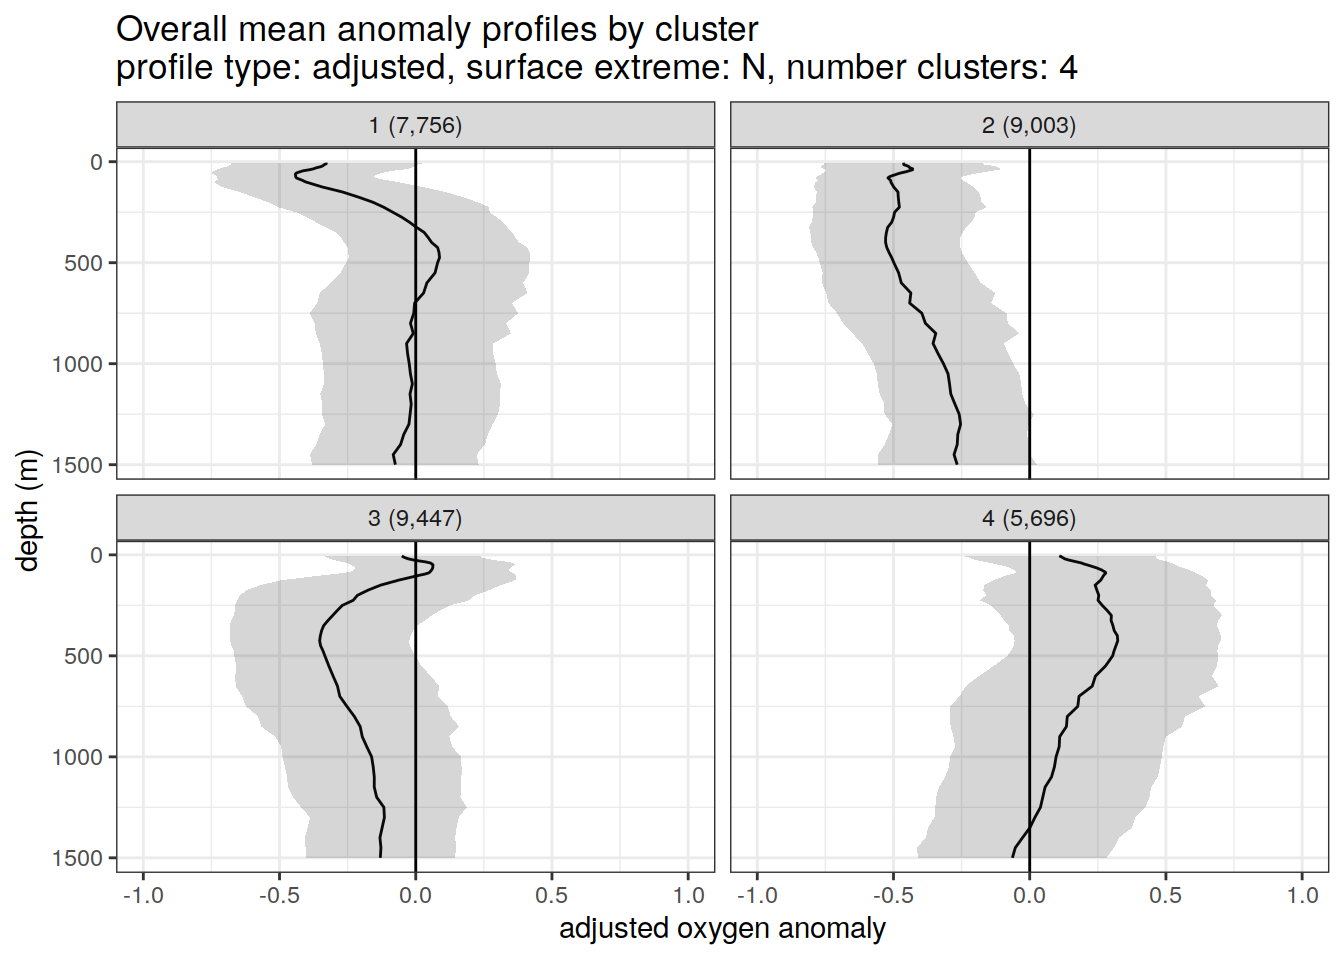 Overall mean anomaly profiles by cluster
profile type: adjusted, surface extreme: N, number clusters: 4
1 (7,756)
2 (9,003)
0
500
1000
1500
3 (9,447)
4 (5,696)
0
500
1000
1500
depth (m)
-1.0 -0.5 0.0 0.5 1.0
-1.0 -0.5 0.0 0.5 1.0
adjusted oxygen anomaly